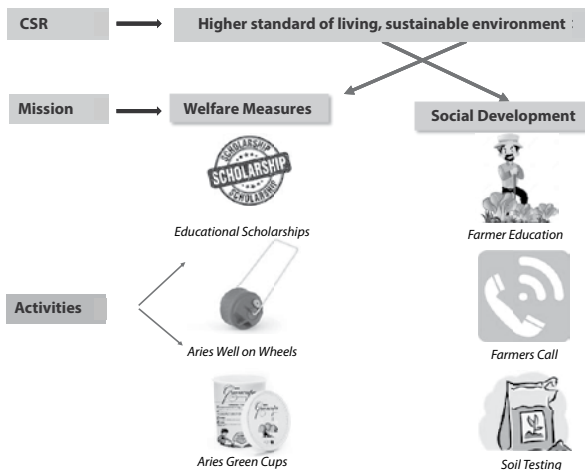 CSR
Higher standard of living, sustainable environment :
Mission
Welfare Measures
Social Development
SCHOLARSHIP
SCHOLARSHIP
SCHOLARSHIP
Educational Scholarships
Farmer Education
Activities
Aries Well on Wheels
Farmers Call
Aries Green Cups
Soil Testing